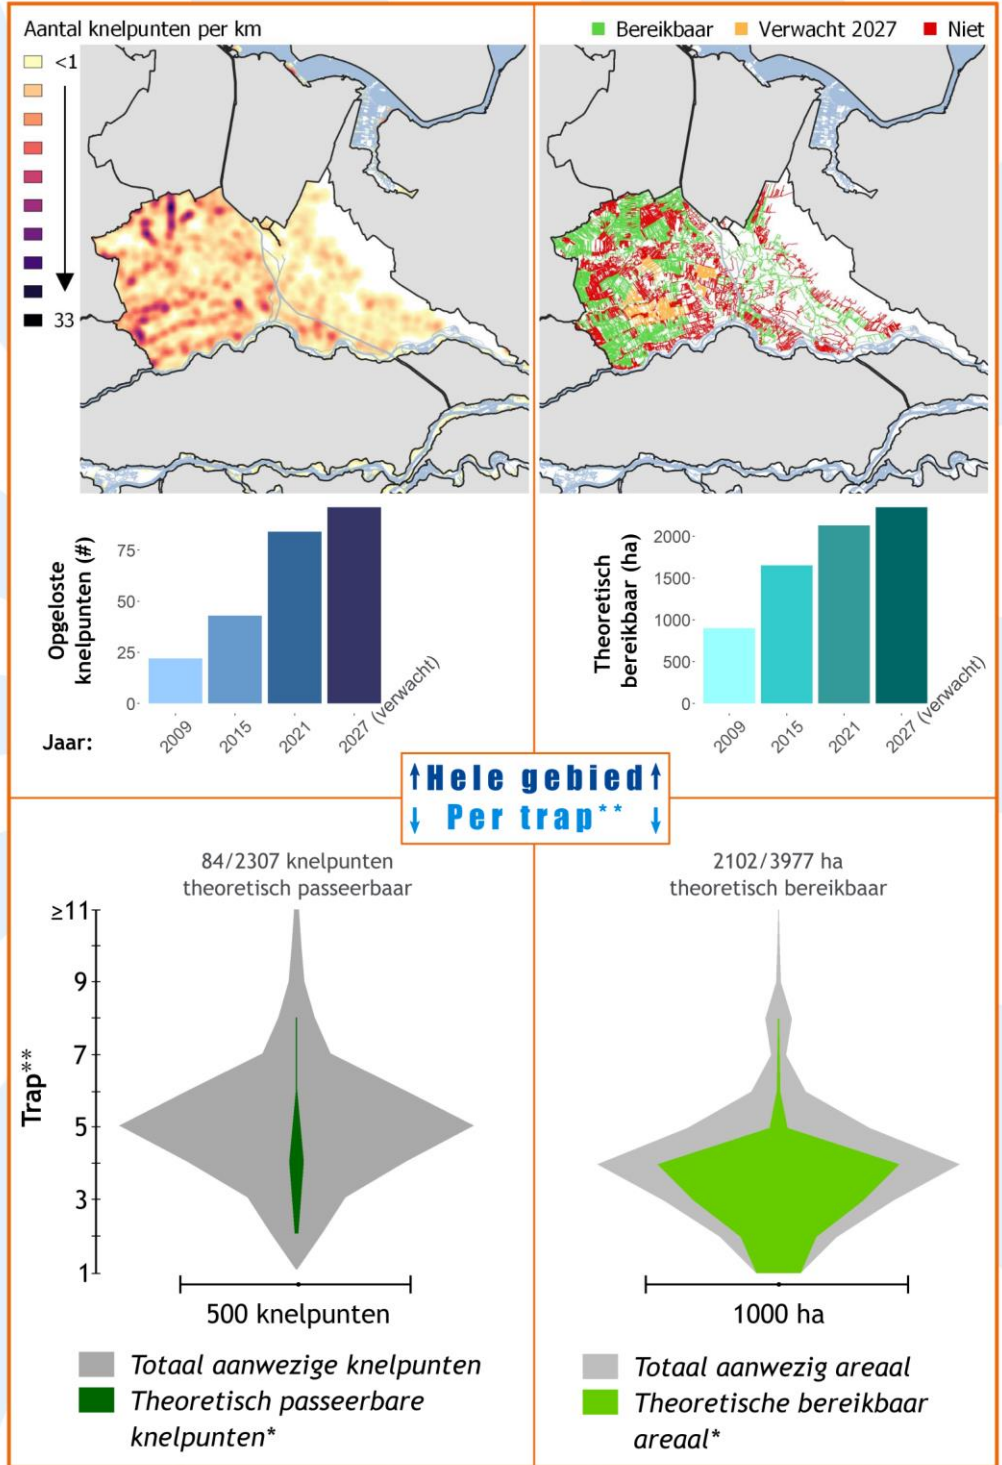 Aantal knelpunten per km
<1
33
Bereikbaar Verwacht 2027 Niet
Opgeloste
knelpunten (#)
75
50
25
0
Jaar:
2009
2015
2021
2027 (verwacht)
Theoretisch
bereikbaar (ha)
2000
1500
1000
500
0
2009
2015
2021
2027 (verwacht)
↑Hele gebied↑
↓ Per trap** ↓
84/2307 knelpunten
theoretisch passeerbaar
Trap**
≥11
9
7
5
3
1
500 knelpunten
Totaal aanwezige knelpunten
Theoretisch passeerbare
knelpunten*
2102/3977 ha
theoretisch bereikbaar
1000 ha
Totaal aanwezig areaal
Theoretische bereikbaar
areaal*